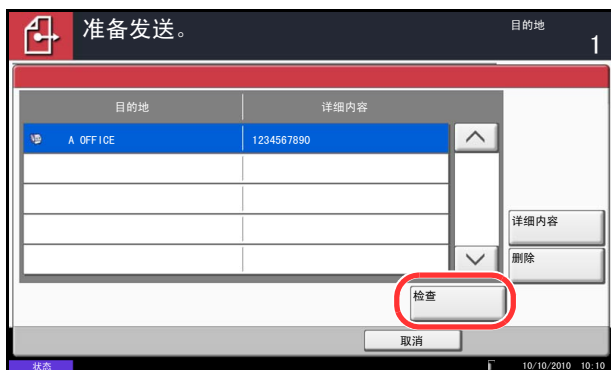 准备发送。
目的地
1
目的地 详细内容
A OFFICE 1234567890
详细内容
删除
检查
取消
状态 10/10/2010 10:10